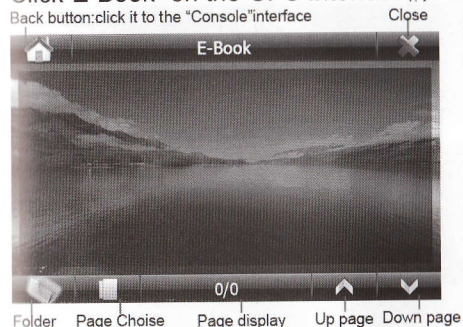 Back button:click it to the “Console”interface
Close
E-Book
0/0
Folder
Page Choise
Page display
Up page
Down page